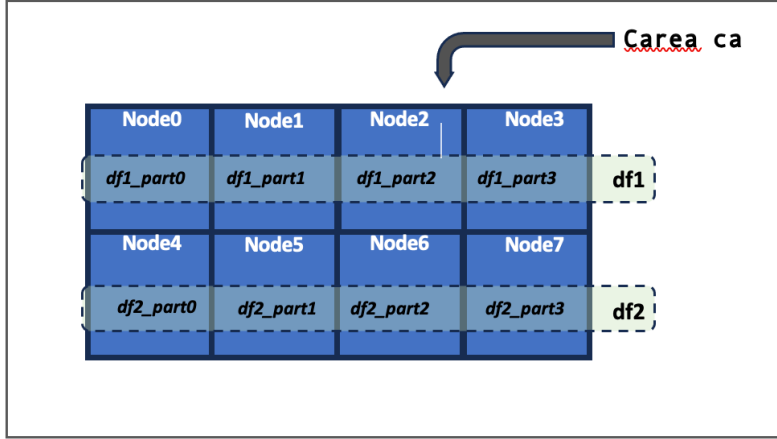 Carea ca
Node0 Node1 Node2 Node3
df1_part0 df1_part1 df1_part2 df1_part3 df1
Node4 Node5 Node6 Node7
df2_part0 df2_part1 df2_part2 df2_part3 df2